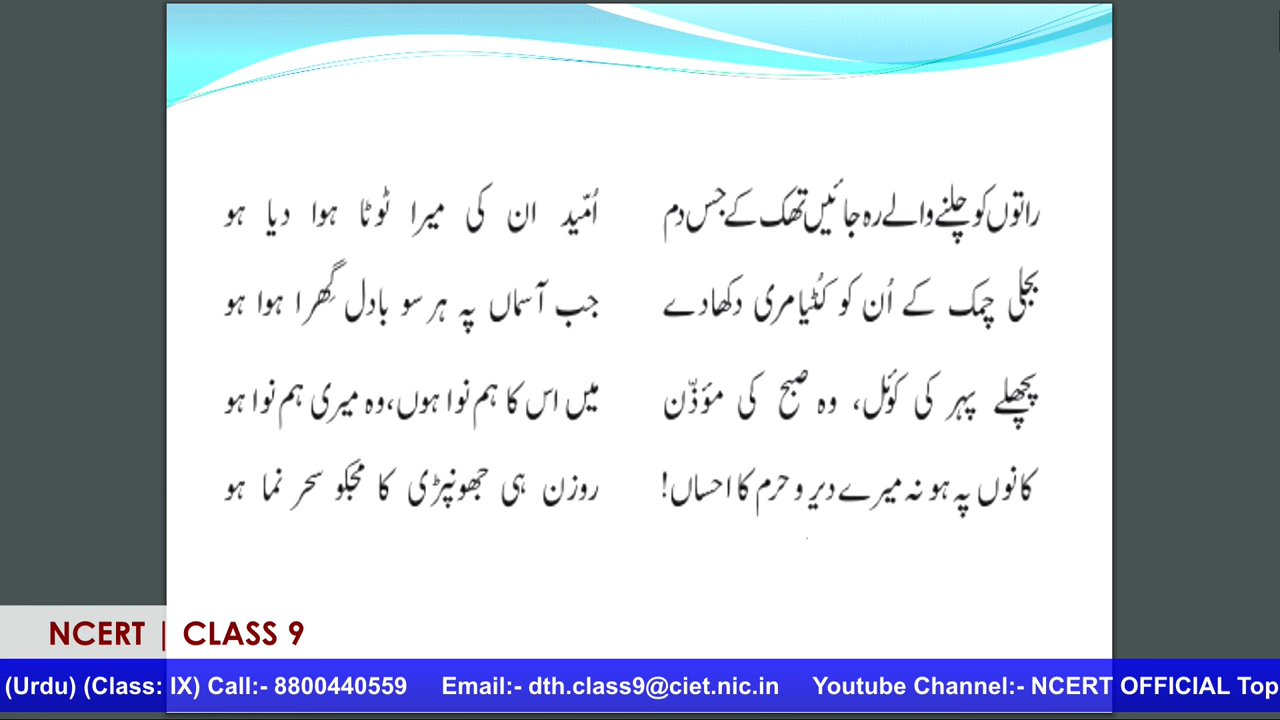 راتوں کو چلنے والے رہ جائیں تھک کے جس دم اُمّید ان کی میرا ٹوٹا ہوا دیا ہو
بجلی چمک کے اُن کو کٹیا مری دکھا دے جب آسماں پہ ہر سو بادل گھِرا ہوا ہو
پچھلے پہر کی کوئل، وہ صبح کی مؤذّن میں اس کا ہم نوا ہوں، وہ میری ہم نوا ہو
کانوں پہ ہو نہ میرے دیر و حرم کا احساں! روزن ہی جھونپڑی کا مجکو سحر نما ہو
NCERT | CLASS 9
(Urdu) (Class: IX) Call:- 8800440559 Email:- dth.class9@ciet.nic.in Youtube Channel:- NCERT OFFICIAL Top